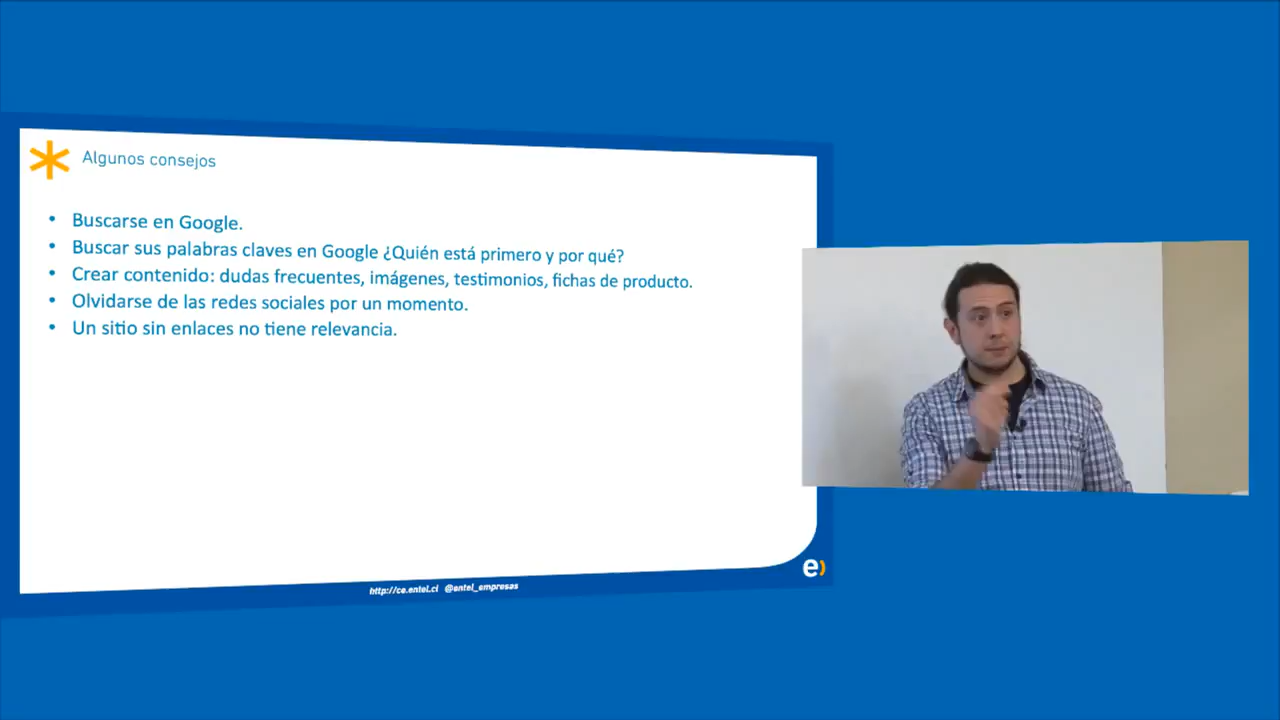 Algunos consejos
• Buscarse en Google.
• Buscar sus palabras claves en Google ¿Quién está primero y por qué?
• Crear contenido: dudas frecuentes, imágenes, testimonios, fichas de producto.
• Olvidarse de las redes sociales por un momento.
• Un sitio sin enlaces no tiene relevancia.
e)
http://ce.entel.cl @entel_empresas